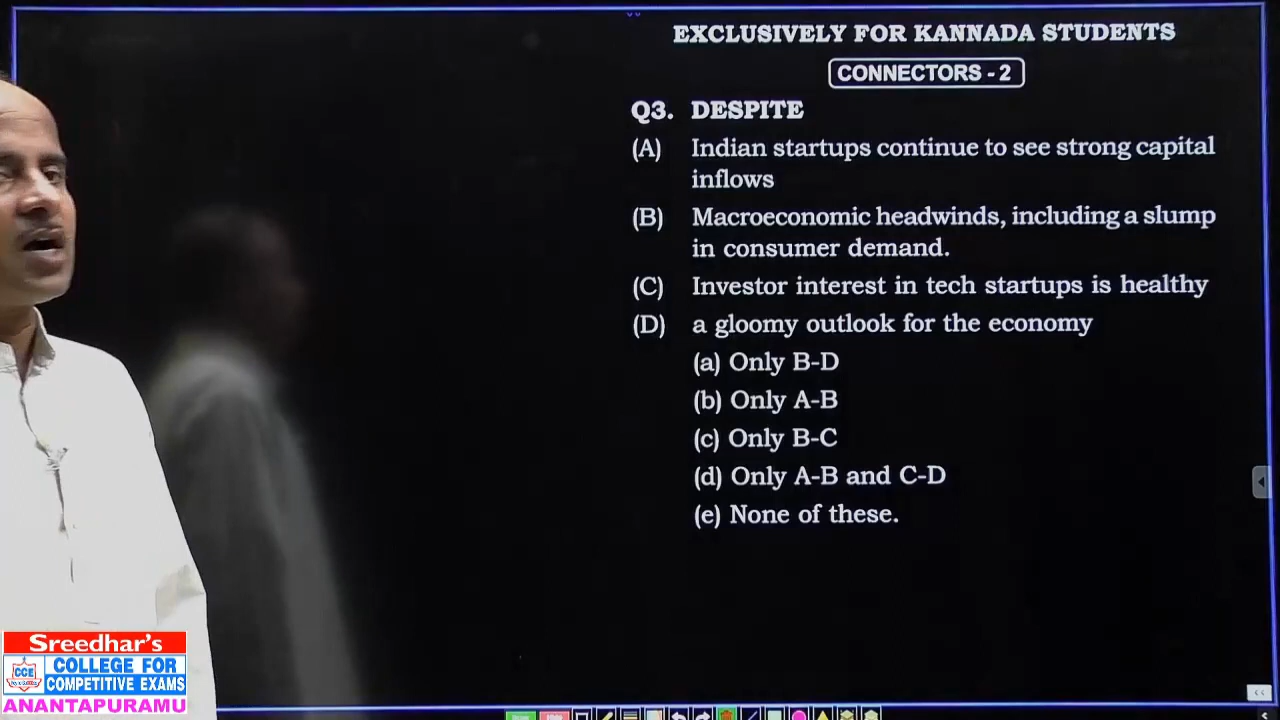 EXCLUSIVELY FOR KANNADA STUDENTS
CONNECTORS - 2
Q3. DESPITE
(A) Indian startups continue to see strong capital
inflows
(B) Macroeconomic headwinds, including a slump
in consumer demand.
(C) Investor interest in tech startups is healthy
(D) a gloomy outlook for the economy
(a) Only B-D
(b) Only A-B
(c) Only B-C
(d) Only A-B and C-D
(e) None of these.
Sreedhar's
CCE
COLLEGE FOR
COMPETITIVE EXAMS
ANANTAPURAMU